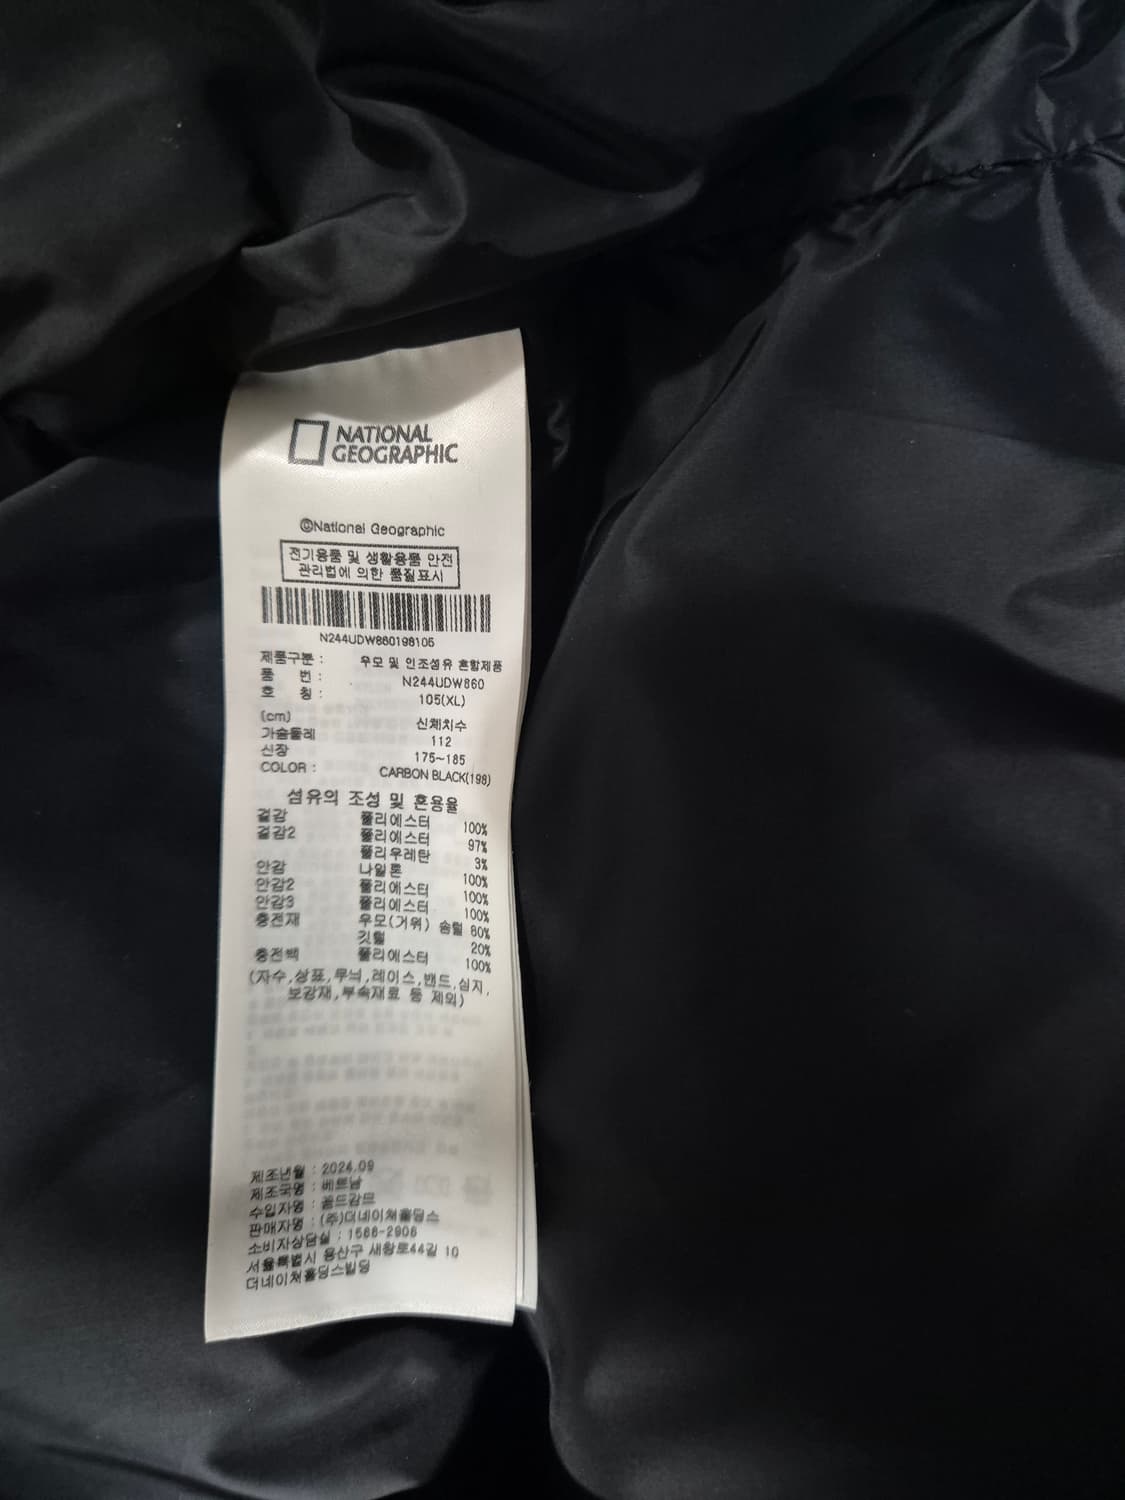 NATIONAL
GEOGRAPHIC
©National Geographic
전기용품 및 생활용품 안전
관리법에 의한 품질표시
N244UDW860198105
제품구분 : 우모 및 인조섬유 혼합제품
품 번 : N244UDW860
호 칭 : 105(XL)
(cm) 신체치수
가슴둘레 112
신장 175~185
COLOR : CARBON BLACK(198)
섬유의 조성 및 혼용율
겉감 폴리에스터 100%
겉감2 폴리에스터 97%
폴리우레탄 3%
안감 나일론 100%
안감2 폴리에스터 100%
안감3 폴리에스터 100%
충전재 우모(거위) 솜털 80%
깃털 20%
충전백 폴리에스터 100%
(자수,상표,무늬,레이스,밴드,심지,
보강재,부속재료 등 제외)
제조년월 : 2024.09
제조국명 : 베트남
수입자명 : 골드감므
판매자명 : (주)더네이쳐홀딩스
소비자상담실 : 1566-2906
서울특별시 용산구 새창로44길 10
더네이쳐홀딩스빌딩